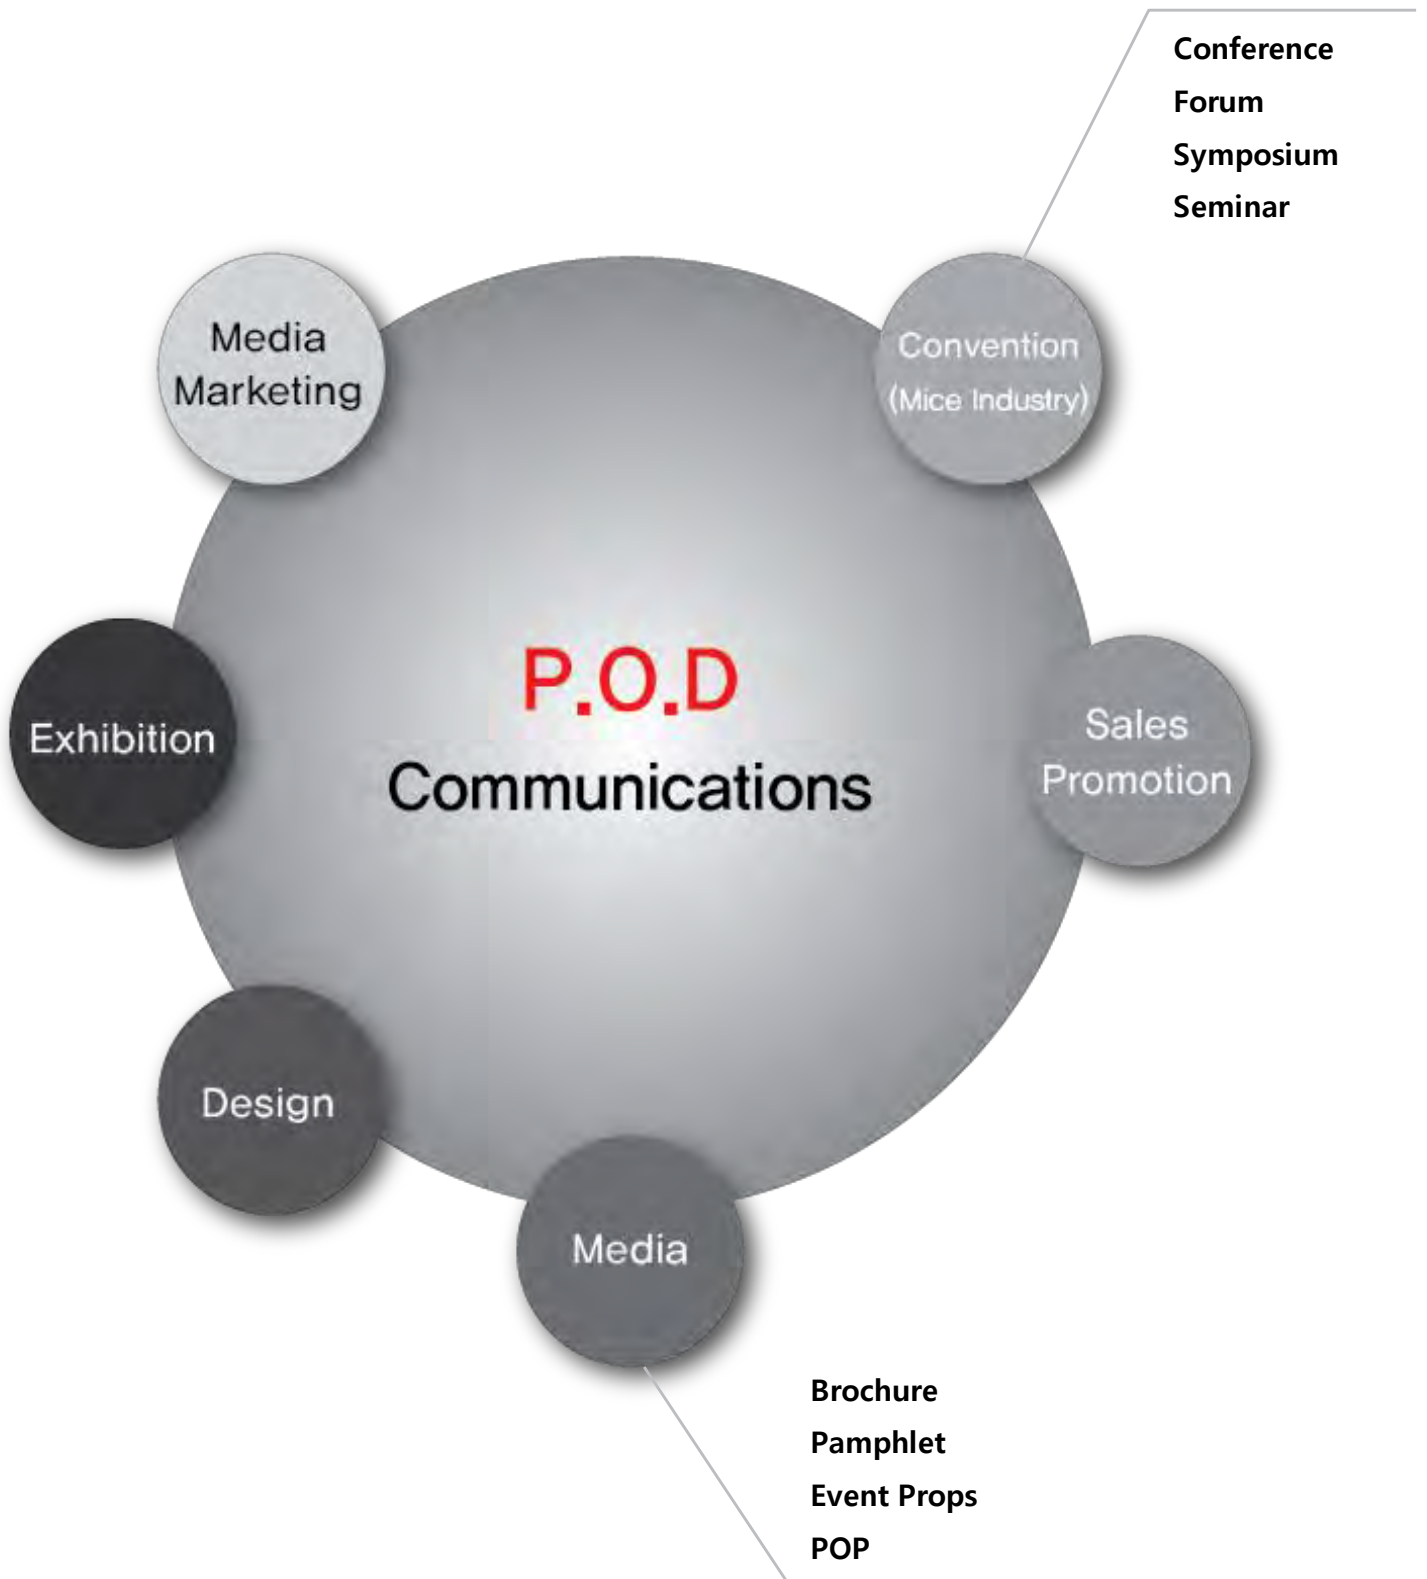 Conference
Forum
Symposium
Seminar
Media
Marketing
Convention
(Mice Industry)
P.O.D
Communications
Exhibition
Sales
Promotion
Design
Media
Brochure
Pamphlet
Event Props
POP